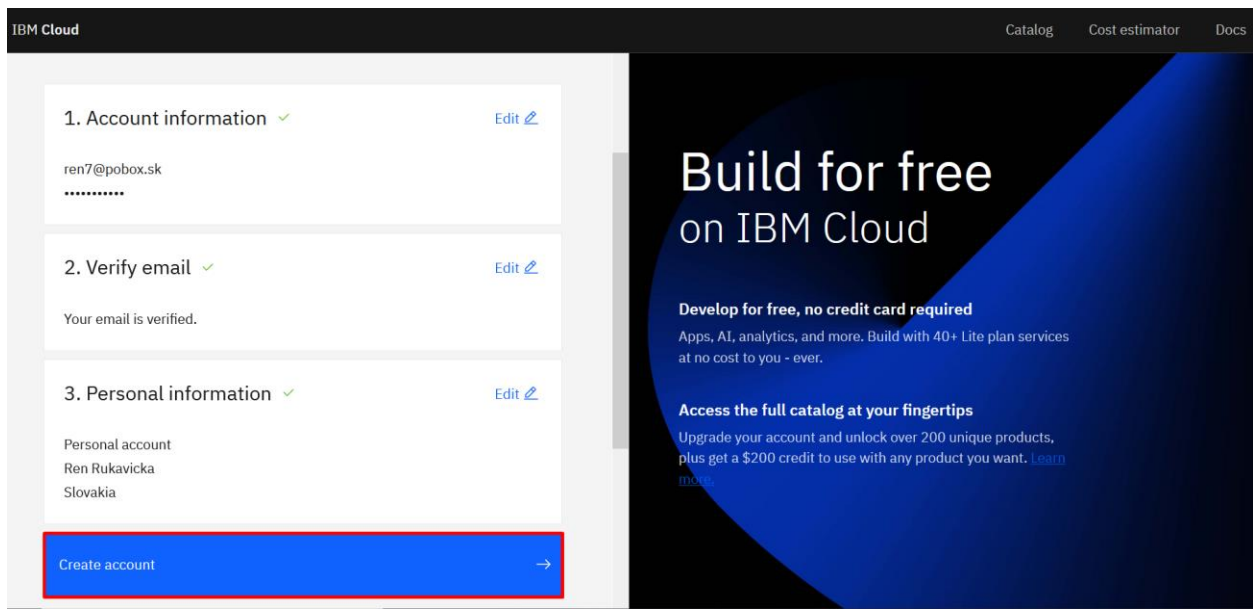 IBM Cloud
Catalog
Cost estimator
Docs
1. Account information
Edit
ren7@pobox.sk
•••••••••••
2. Verify email
Edit
Your email is verified.
3. Personal information
Edit
Personal account
Ren Rukavicka
Slovakia
Create account
Build for free
on IBM Cloud
Develop for free, no credit card required
Apps, AI, analytics, and more. Build with 40+ Lite plan services
at no cost to you - ever.
Access the full catalog at your fingertips
Upgrade your account and unlock over 200 unique products,
plus get a $200 credit to use with any product you want. Learn
more.